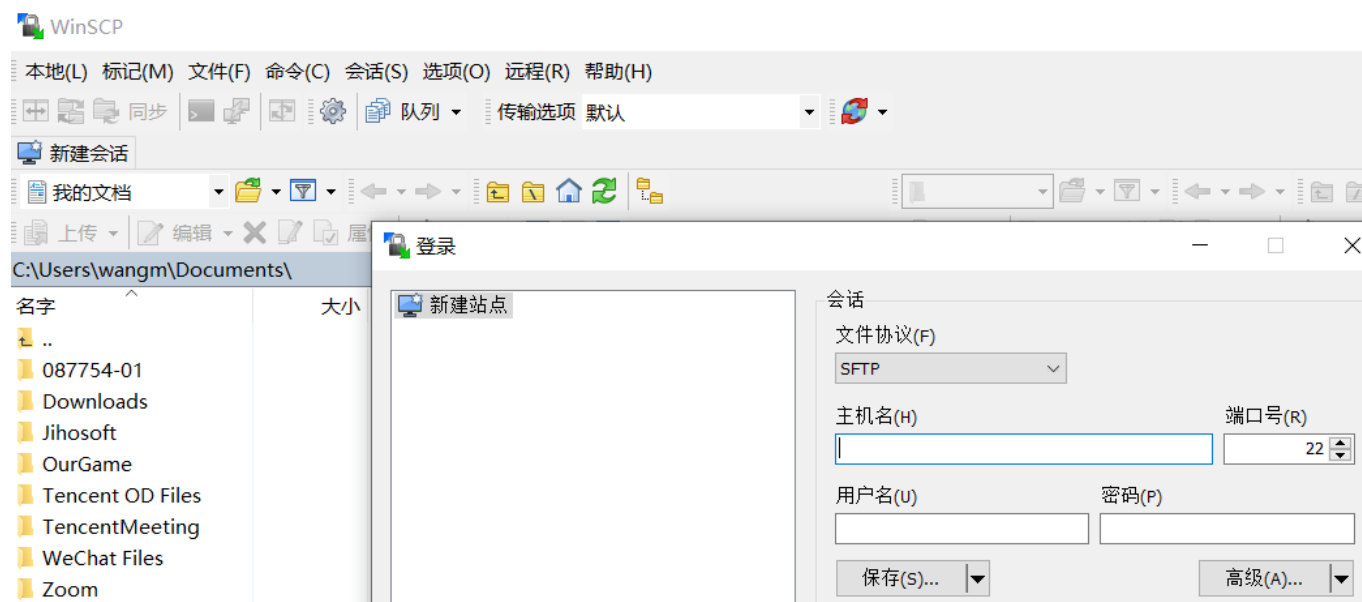 WinSCP
本地(L) 标记(M) 文件(F) 命令(C) 会话(S) 选项(O) 远程(R) 帮助(H)
同步 队列 传输选项 默认
新建会话
我的文档
上传 编辑
登录
C:\Users\wangm\Documents\
名字 大小
新建站点
会话
文件协议(F)
SFTP
主机名(H) 端口号(R)
22
用户名(U) 密码(P)
保存(S)... 高级(A)...
..
087754-01
Downloads
Jihosoft
OurGame
Tencent OD Files
TencentMeeting
WeChat Files
Zoom